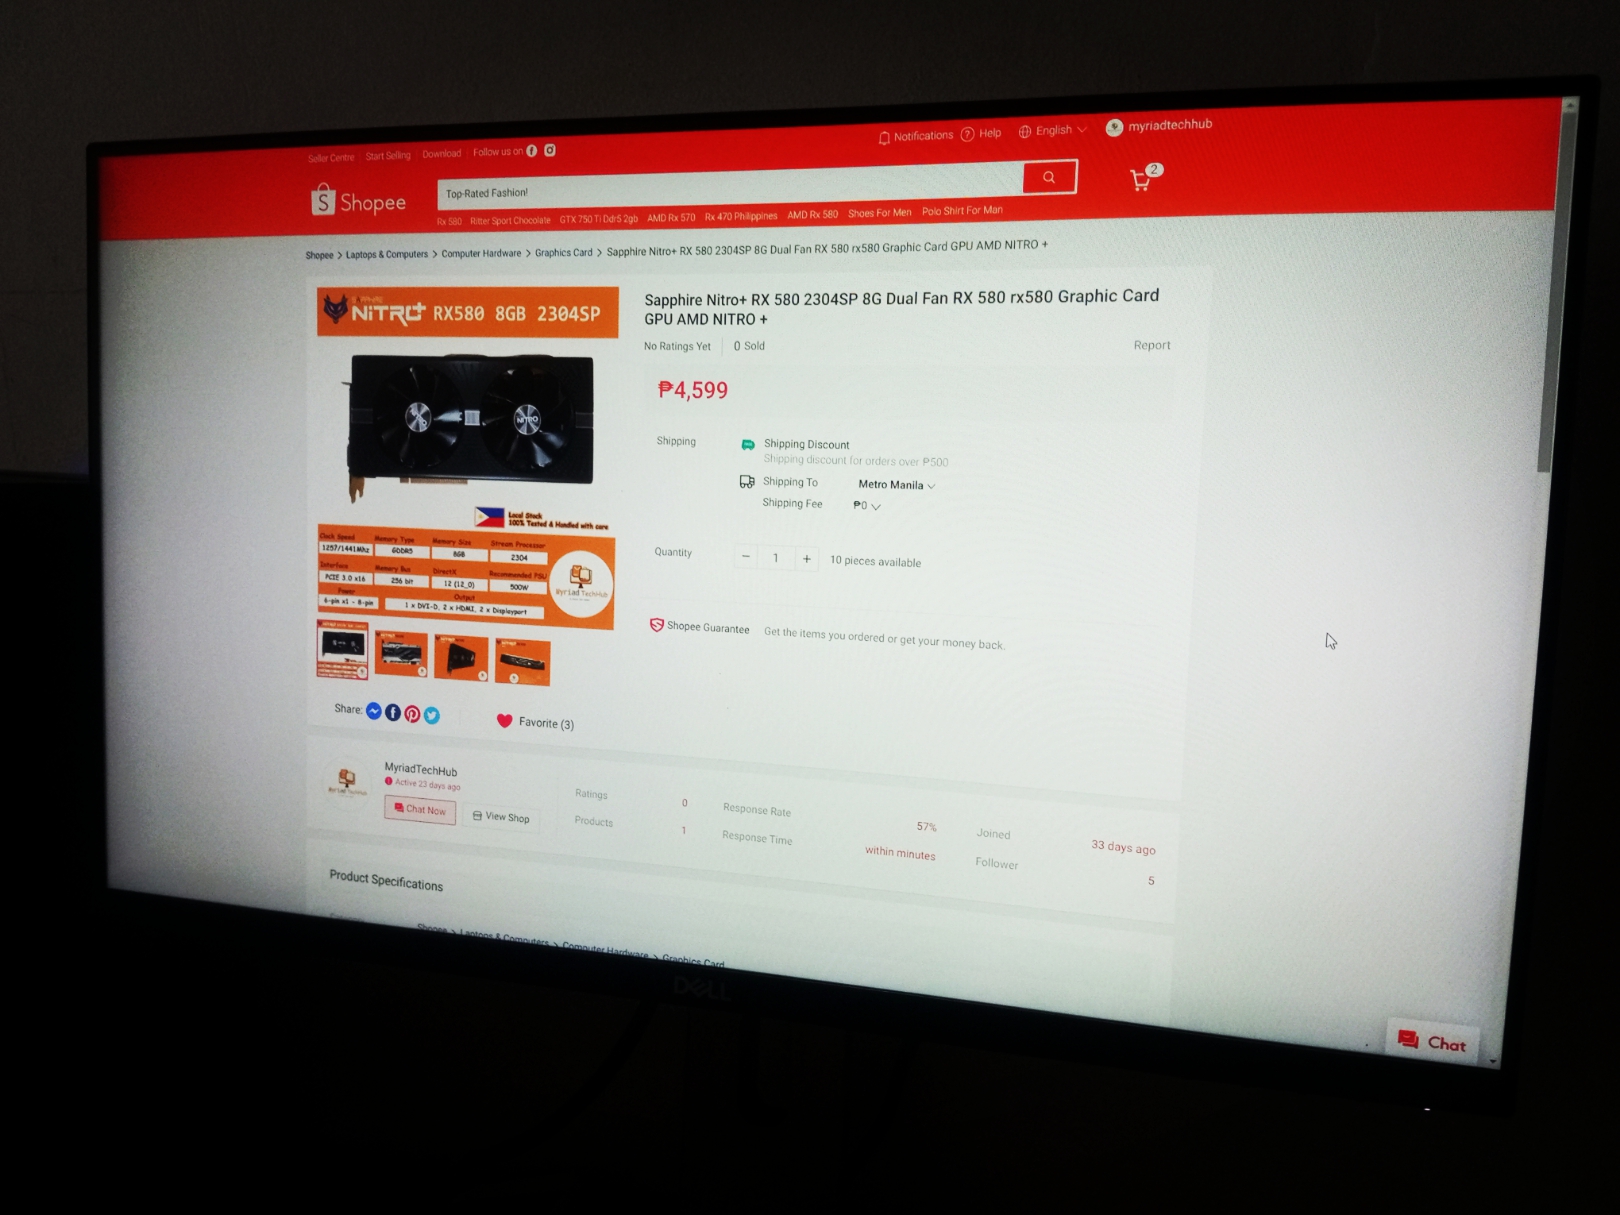 Seller Centre Start Selling Download Follow us on
Notifications Help English myriadtechhub
Shopee
Top-Rated Fashion!
2
Rx 580 Ritter Sport Chocolate GTX 750 Ti Ddr5 2gb AMD Rx 570 Rx 470 Philippines AMD Rx 580 Shoes For Men Polo Shirt For Man
Shopee > Laptops & Computers > Computer Hardware > Graphics Card > Sapphire Nitro+ RX 580 2304SP 8G Dual Fan RX 580 rx580 Graphic Card GPU AMD NITRO +
SAPPHIRE
NiTRO+ RX580 8GB 2304SP
NITRO
Local Stock
100% Tested & Handled with care
Clock Speed Memory Type Memory Size Stream Processor
1257/1441Mhz GDDR5 8GB 2304
Interface Memory Bus DirectX Recommended PSU
PCIE 3.0 x16 256 bit 12 (12_0) 500W
Power Output
6-pin x1 - 8-pin 1 x DVI-D, 2 x HDMI, 2 x Displayport
Myriad TechHub
Share:
Favorite (3)
Sapphire Nitro+ RX 580 2304SP 8G Dual Fan RX 580 rx580 Graphic Card
GPU AMD NITRO +
No Ratings Yet 0 Sold Report
₱4,599
Shipping Shipping Discount
Shipping discount for orders over ₱500
Shipping To Metro Manila
Shipping Fee ₱0
Quantity - 1 + 10 pieces available
Shopee Guarantee Get the items you ordered or get your money back.
MyriadTechHub
Active 23 days ago
Chat Now View Shop
Ratings 0 Response Rate 57% Joined 33 days ago
Products 1 Response Time within minutes Follower 5
Product Specifications
Category Shopee > Laptops & Computers > Computer Hardware > Graphics Card
Chat
DELL